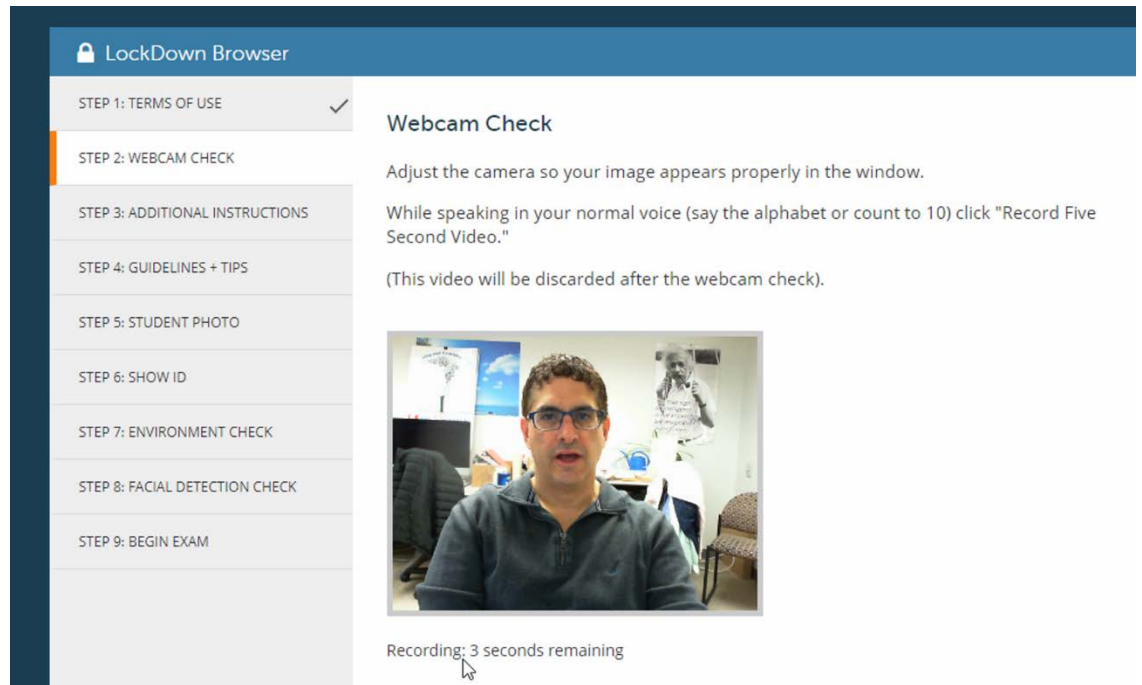 LockDown Browser
STEP 1: TERMS OF USE
STEP 2: WEBCAM CHECK
STEP 3: ADDITIONAL INSTRUCTIONS
STEP 4: GUIDELINES + TIPS
STEP 5: STUDENT PHOTO
STEP 6: SHOW ID
STEP 7: ENVIRONMENT CHECK
STEP 8: FACIAL DETECTION CHECK
STEP 9: BEGIN EXAM
Webcam Check
Adjust the camera so your image appears properly in the window.
While speaking in your normal voice (say the alphabet or count to 10) click "Record Five
Second Video."
(This video will be discarded after the webcam check).
Recording: 3 seconds remaining